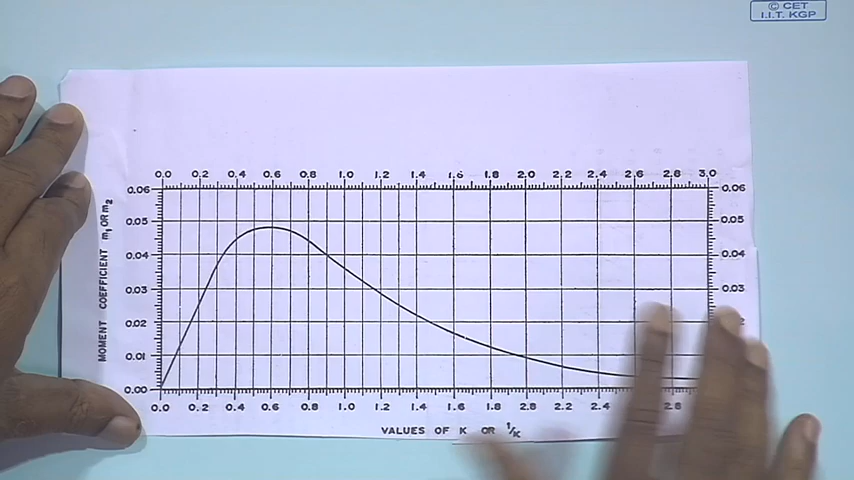 © CET
I.I.T. KGP
0.0 0.2 0.4 0.6 0.8 1.0 1.2 1.4 1.6 1.8 2.0 2.2 2.4 2.6 2.8 3.0
0.06 0.06
0.05 0.05
0.04 0.04
0.03 0.03
0.02
0.01
0.00
MOMENT COEFFICIENT m₁ OR m₂
0.0 0.2 0.4 0.6 0.8 1.0 1.2 1.4 1.6 1.8 2.0 2.2 2.4 2.8
VALUES OF K OR 1/K